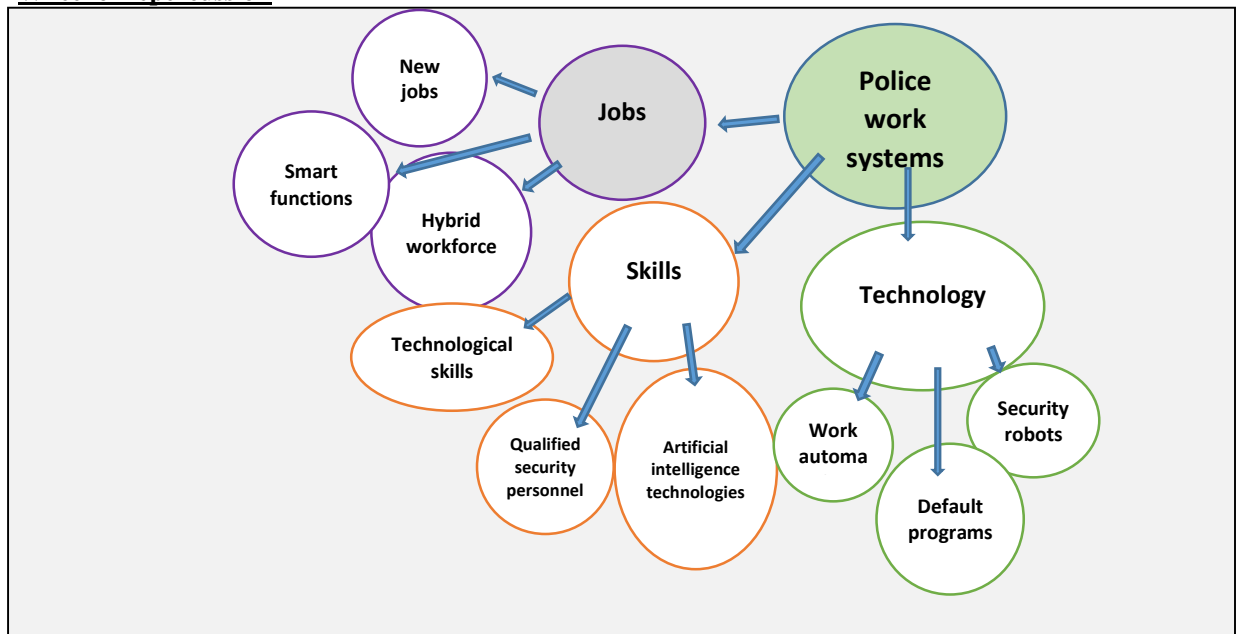 New
jobs
Jobs
Police
work
systems
Smart
functions
Hybrid
workforce
Skills
Technology
Technological
skills
Qualified
security
personnel
Artificial
intelligence
technologies
Work
automa
Security
robots
Default
programs